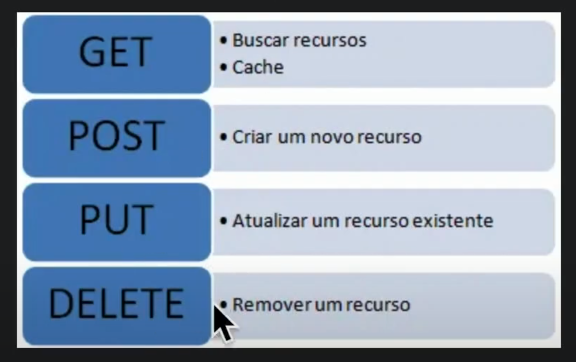 GET
• Buscar recursos
• Cache
POST
• Criar um novo recurso
PUT
• Atualizar um recurso existente
DELETE
• Remover um recurso